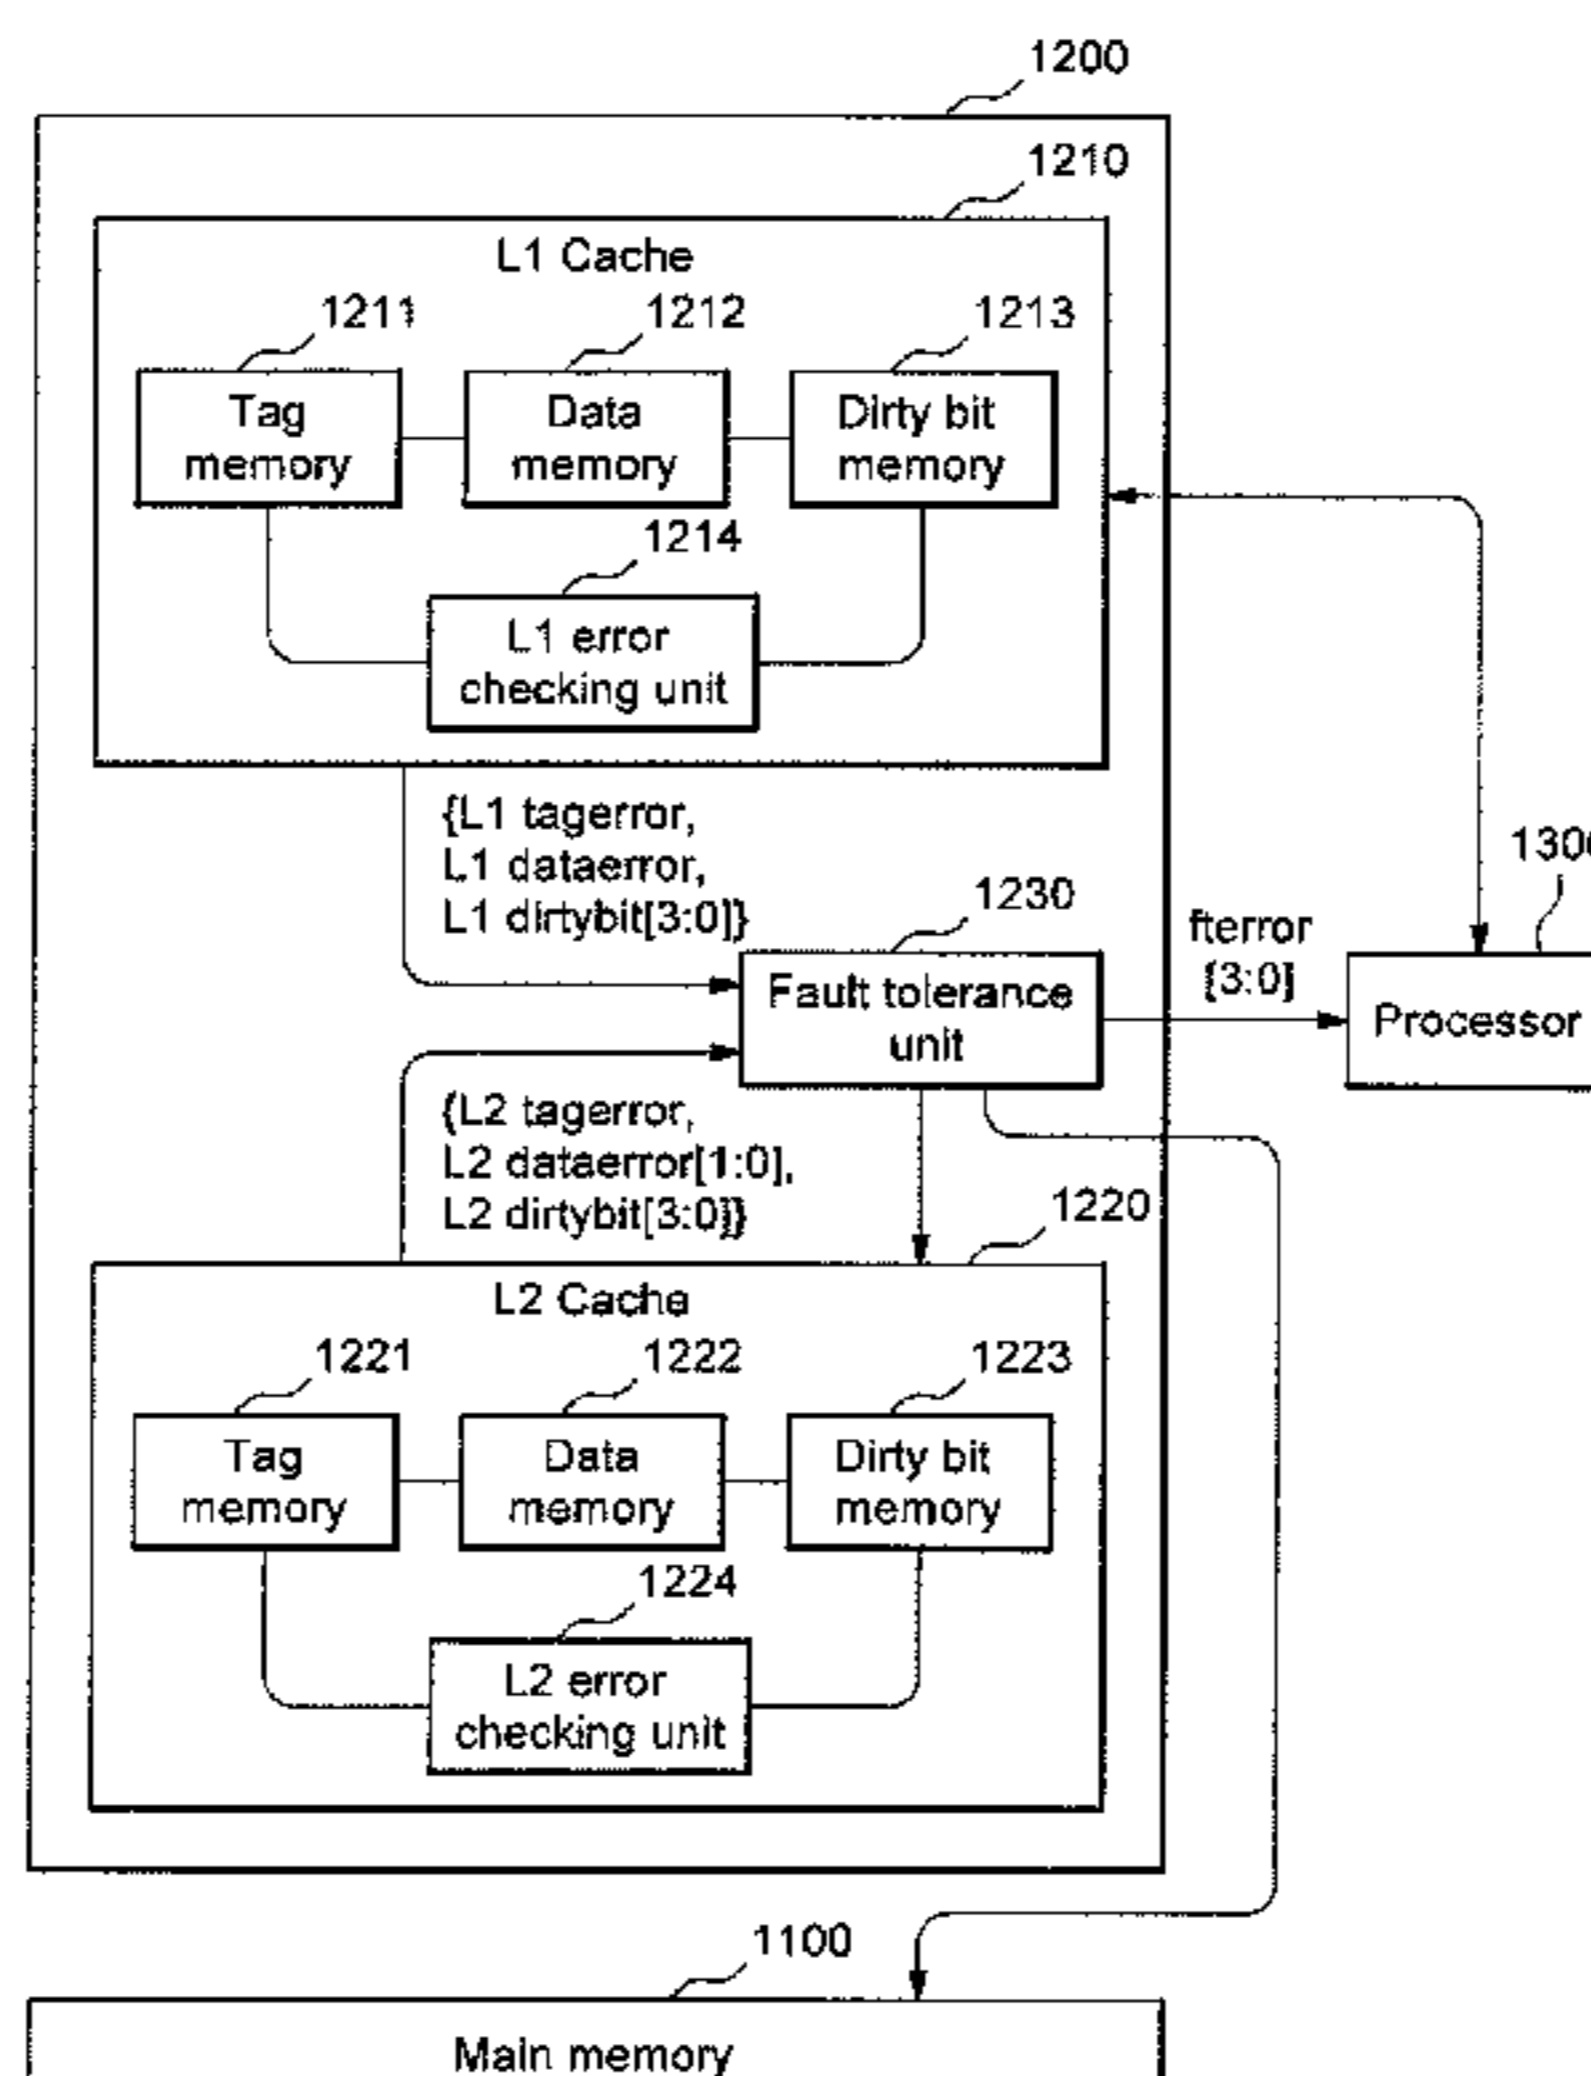 1200
1210
L1 Cache
1211
1212
1213
Tag
memory
Data
memory
Dirty bit
memory
1214
L1 error
checking unit
{L1 tagerror,
L1 dataerror,
L1 dirtybit[3:0]}
1230
Fault tolerance
unit
fterror
[3:0]
130
Processor
{L2 tagerror,
L2 dataerror[1:0],
L2 dirtybit[3:0]}
1220
L2 Cache
1221
1222
1223
Tag
memory
Data
memory
Dirty bit
memory
1224
L2 error
checking unit
1100
Main memory